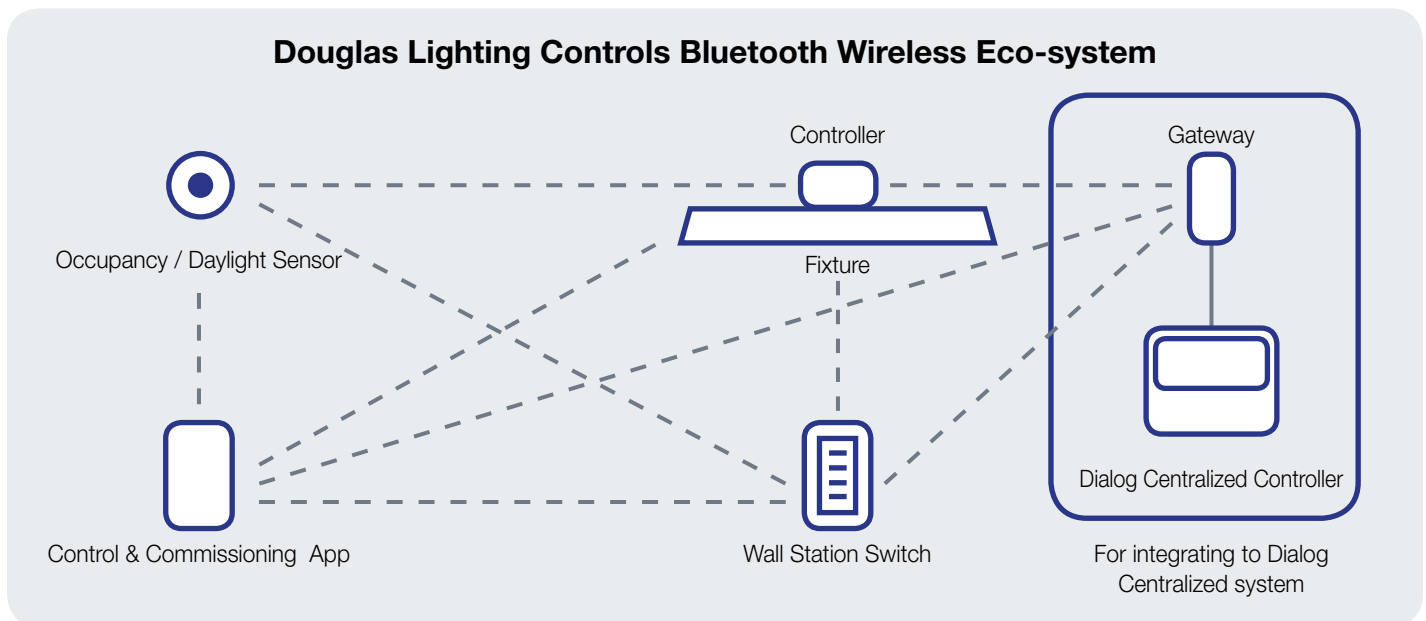 Douglas Lighting Controls Bluetooth Wireless Eco-system
Controller
Gateway
Occupancy / Daylight Sensor
Fixture
Dialog Centralized Controller
Control & Commissioning App
Wall Station Switch
For integrating to Dialog
Centralized system